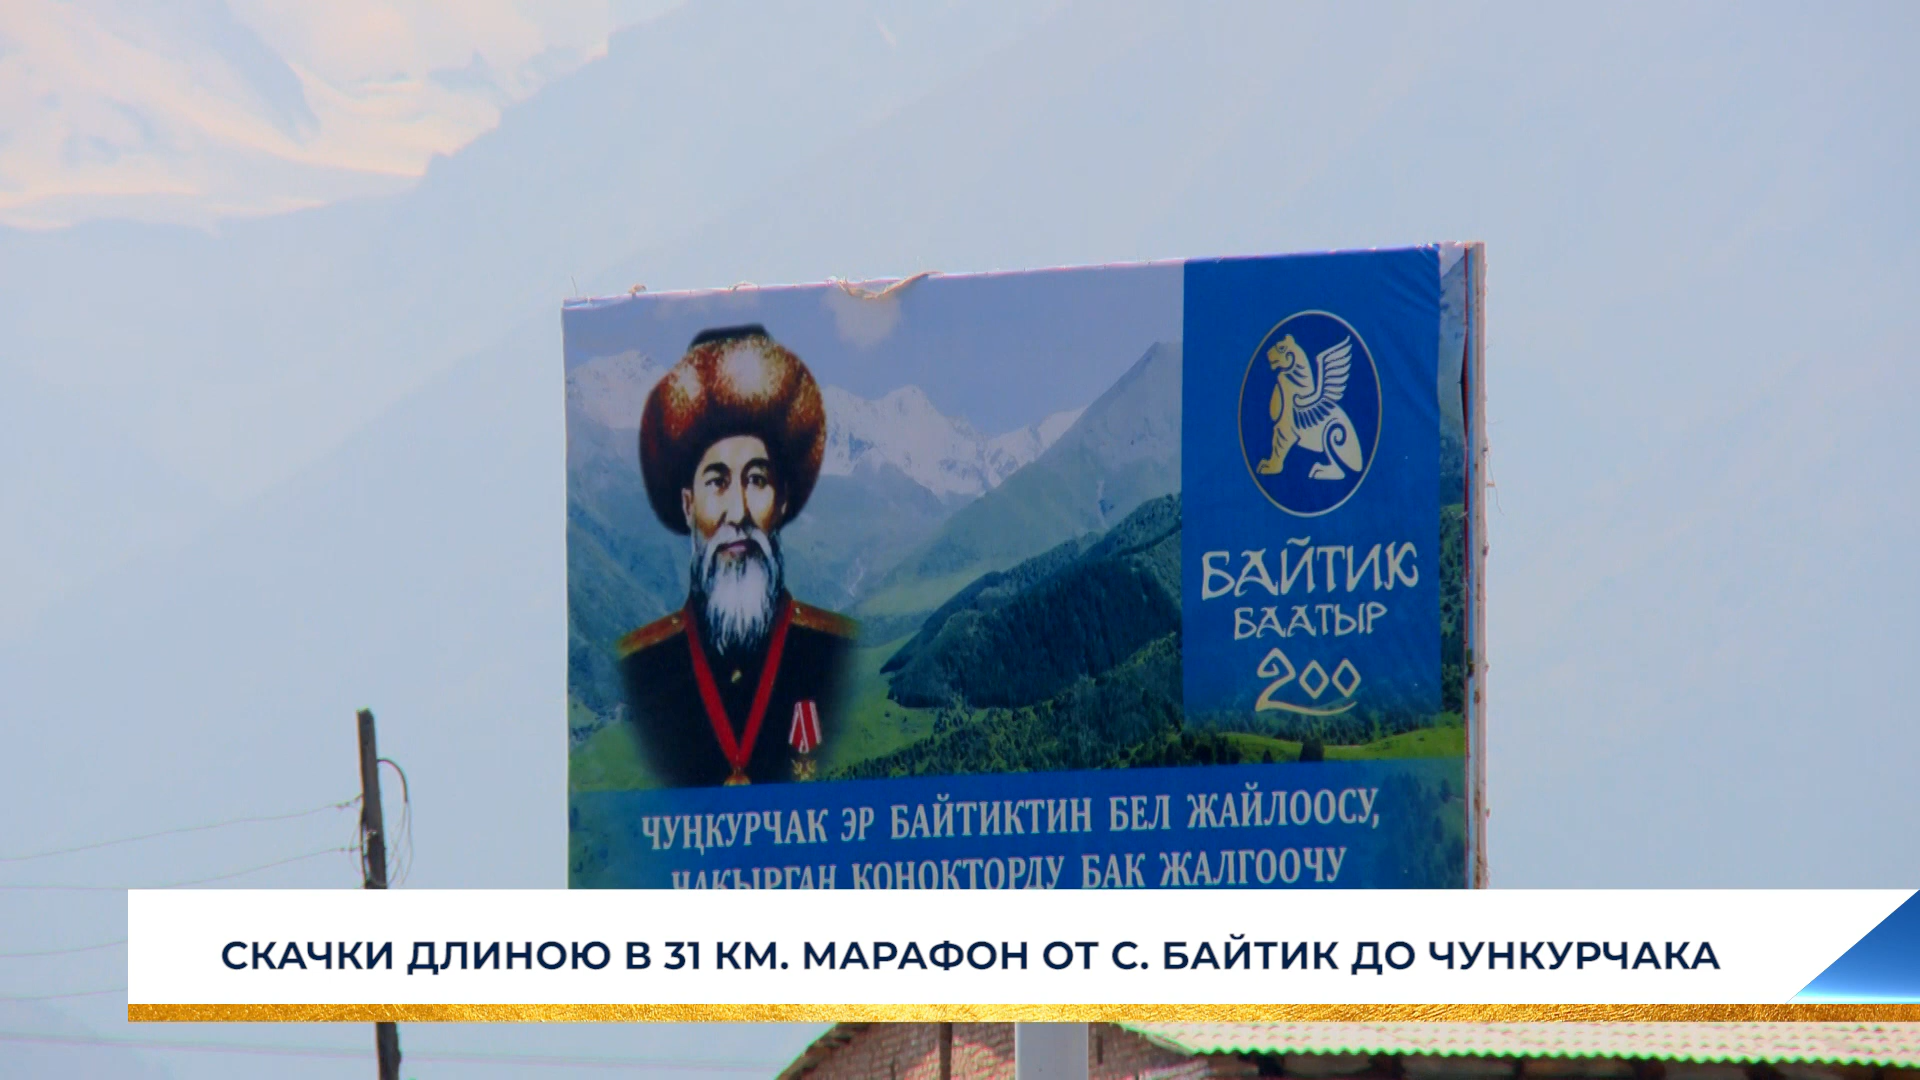 БАЙТИК
БААТЫР
200
ЧУҢКУРЧАК ЭР БАЙТИКТИН БЕЛ ЖАЙЛООСУ,
ЧАКЫРГАН КОНОКТОРДУ БАК ЖАЛГООЧУ
СКАЧКИ ДЛИНОЮ В 31 КМ. МАРАФОН ОТ С. БАЙТИК ДО ЧУНКУРЧАКА